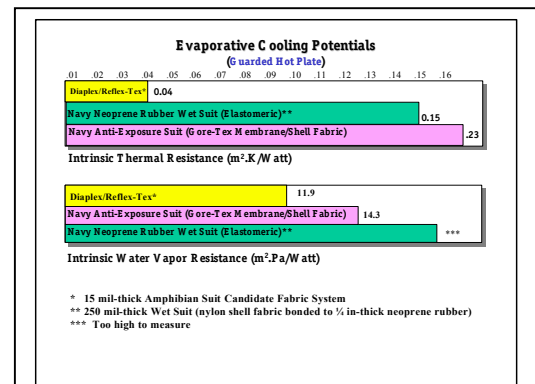 Evaporative Cooling Potentials
(Guarded Hot Plate)
.01 .02 .03 .04 .05 .06 .07 .08 .09 .10 .11 .12 .13 .14 .15 .16
Diaplex/Reflex-Tex* 0.04
Navy Neoprene Rubber Wet Suit (Elastomeric)** 0.15
Navy Anti-Exposure Suit (Gore-Tex Membrane/Shell Fabric) .23
Intrinsic Thermal Resistance (m².K/Watt)
Diaplex/Reflex-Tex* 11.9
Navy Anti-Exposure Suit (Gore-Tex Membrane/Shell Fabric) 14.3
Navy Neoprene Rubber Wet Suit (Elastomeric)** ***
Intrinsic Water Vapor Resistance (m².Pa/Watt)
* 15 mil-thick Amphibian Suit Candidate Fabric System
** 250 mil-thick Wet Suit (nylon shell fabric bonded to ¼ in-thick neoprene rubber)
*** Too high to measure